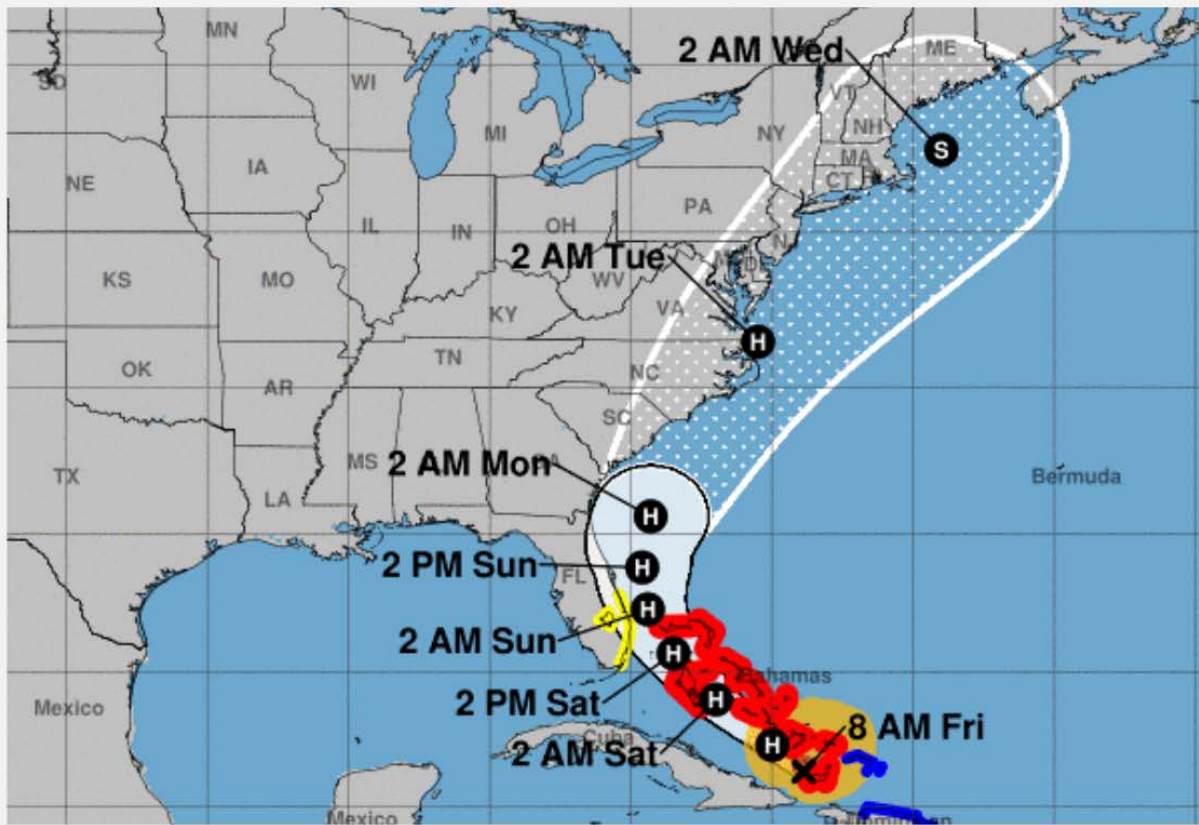 MN
ME
2 AM Wed
SD
WI
VT
NH
MI
NY
MA
IA
CT
NE
PA
IL
IN
OH
2 AM Tue
KS
MO
WV
VA
KY
TN
NC
OK
AR
SC
MS
2 AM Mon
TX
Bermuda
LA
H
2 PM Sun
H
FL
H
2 AM Sun
H
Bahamas
2 PM Sat
H
Mexico
8 AM Fri
Cuba
2 AM Sat
H
H
S
Mexico